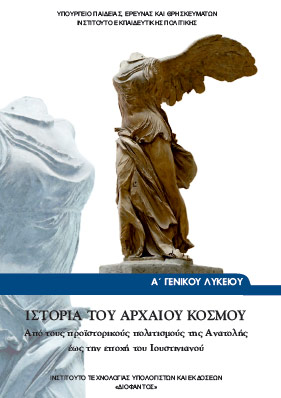 ΥΠΟΥΡΓΕΙΟ ΠΑΙΔΕΙΑΣ, ΕΡΕΥΝΑΣ ΚΑΙ ΘΡΗΣΚΕΥΜΑΤΩΝ
ΙΝΣΤΙΤΟΥΤΟ ΕΚΠΑΙΔΕΥΤΙΚΗΣ ΠΟΛΙΤΙΚΗΣ
Α΄ ΓΕΝΙΚΟΥ ΛΥΚΕΙΟΥ
ΙΣΤΟΡΙΑ ΤΟΥ ΑΡΧΑΙΟΥ ΚΟΣΜΟΥ
Από τους προϊστορικούς πολιτισμούς της Ανατολής
έως την εποχή του Ιουστινιανού
ΙΝΣΤΙΤΟΥΤΟ ΤΕΧΝΟΛΟΓΙΑΣ ΥΠΟΛΟΓΙΣΤΩΝ ΚΑΙ ΕΚΔΟΣΕΩΝ
«ΔΙΟΦΑΝΤΟΣ»